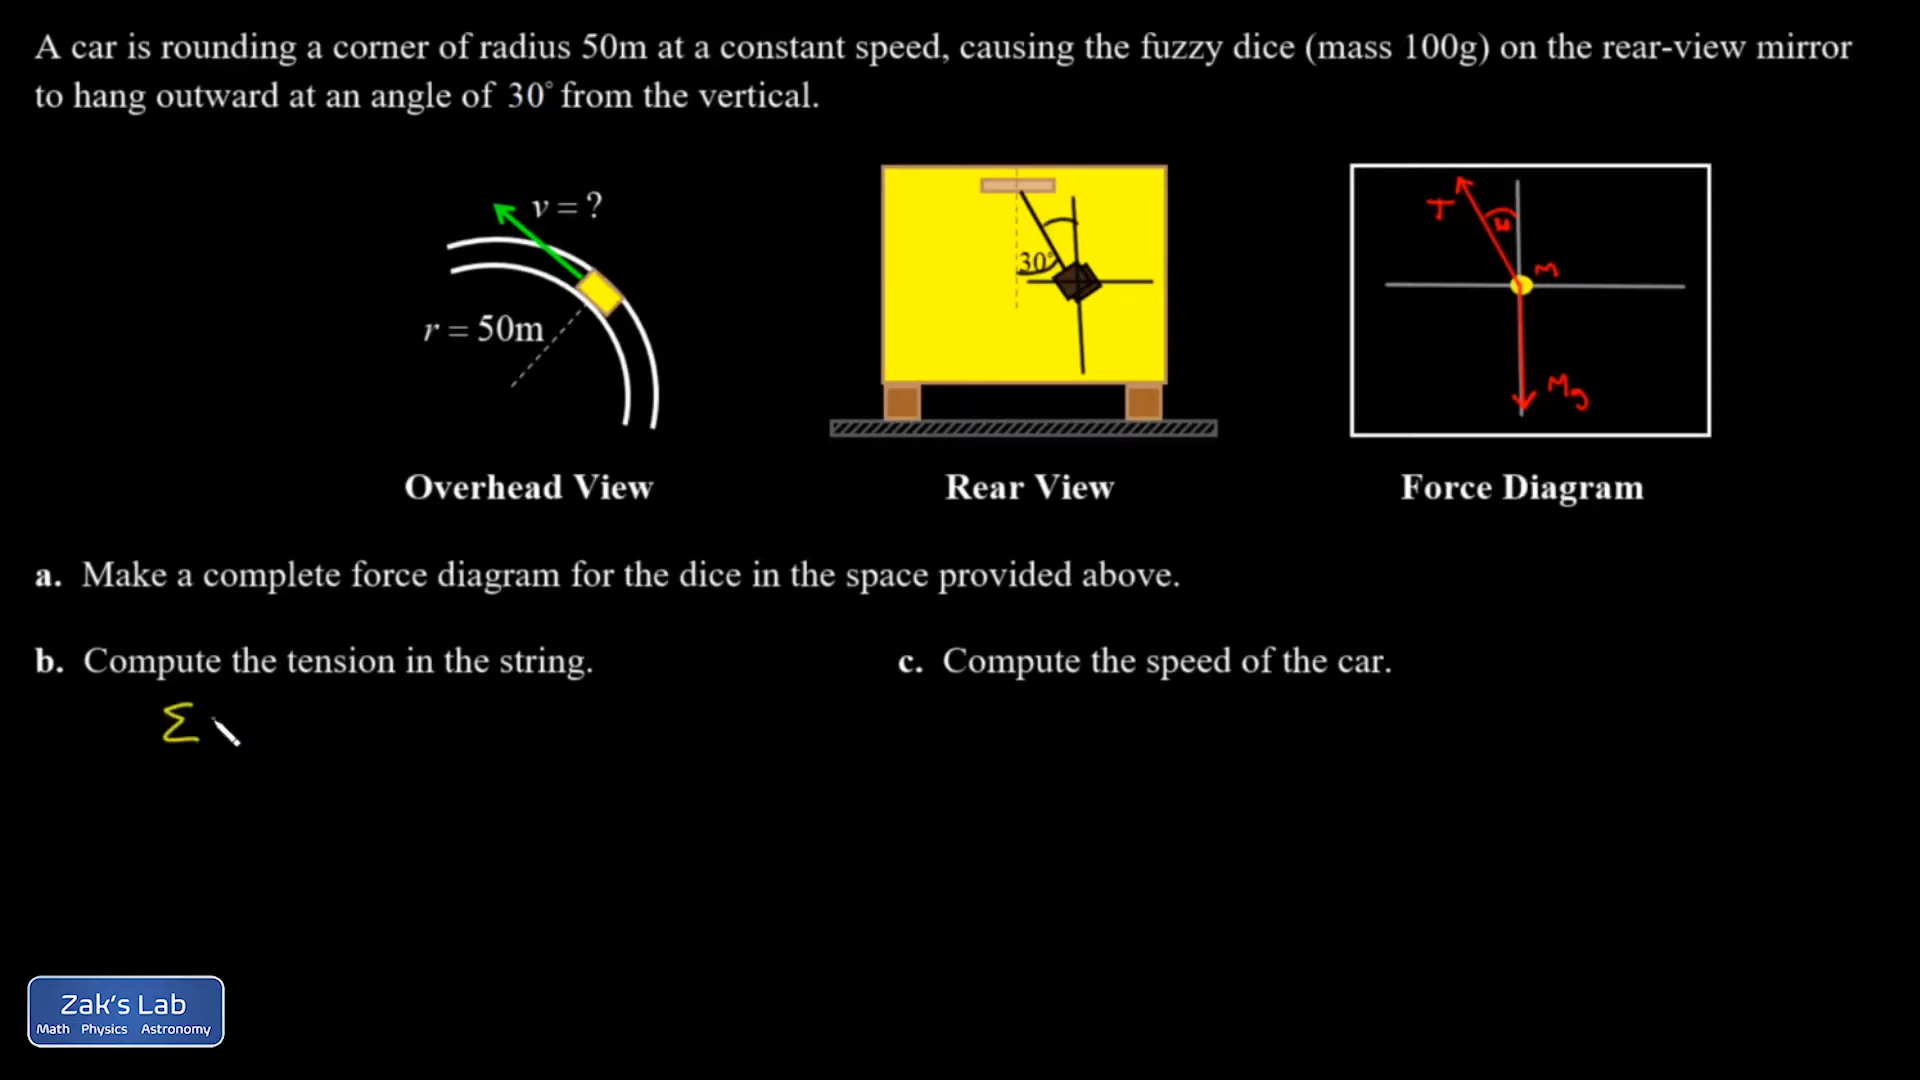 A car is rounding a corner of radius 50m at a constant speed, causing the fuzzy dice (mass 100g) on the rear-view mirror
to hang outward at an angle of 30° from the vertical.
v = ?
r = 50m
Overhead View
30°
Rear View
T
30
M
Mg
Force Diagram
a. Make a complete force diagram for the dice in the space provided above.
b. Compute the tension in the string.
c. Compute the speed of the car.
Σ
Zak's Lab
Math Physics Astronomy